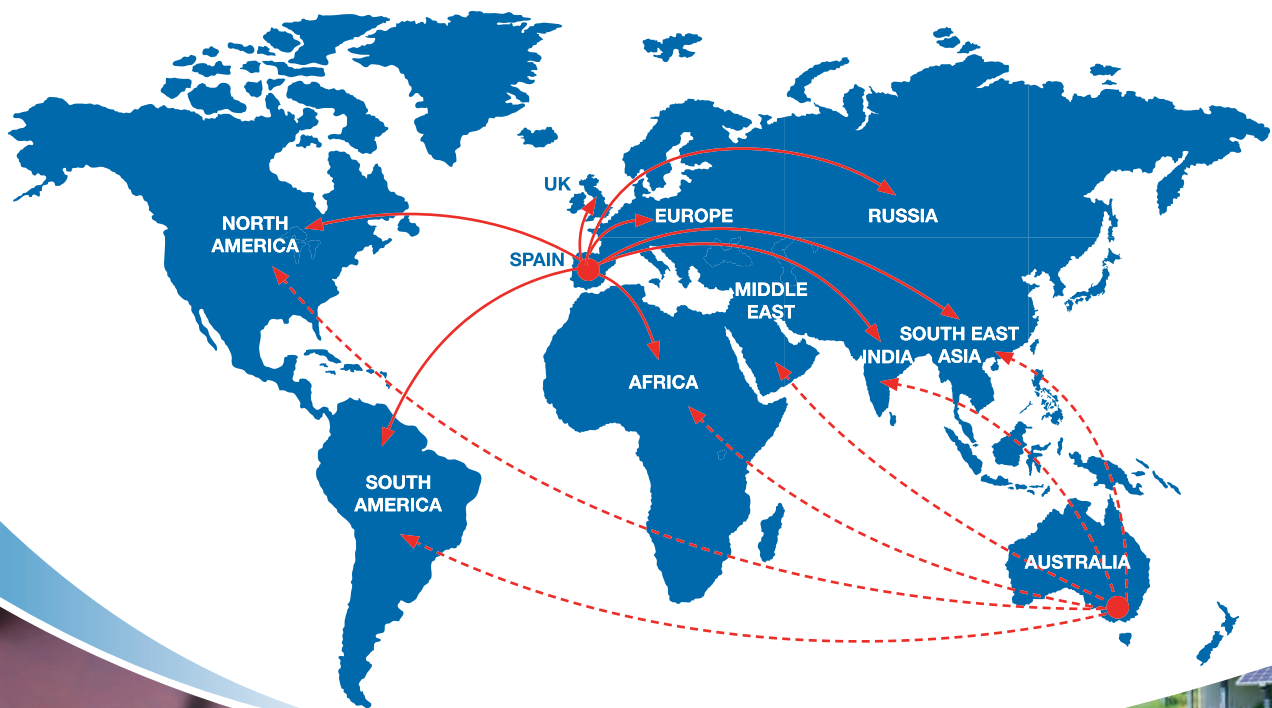 UK
NORTH
AMERICA
EUROPE
RUSSIA
SPAIN
MIDDLE
EAST
SOUTH EAST
ASIA
INDIA
AFRICA
SOUTH
AMERICA
AUSTRALIA